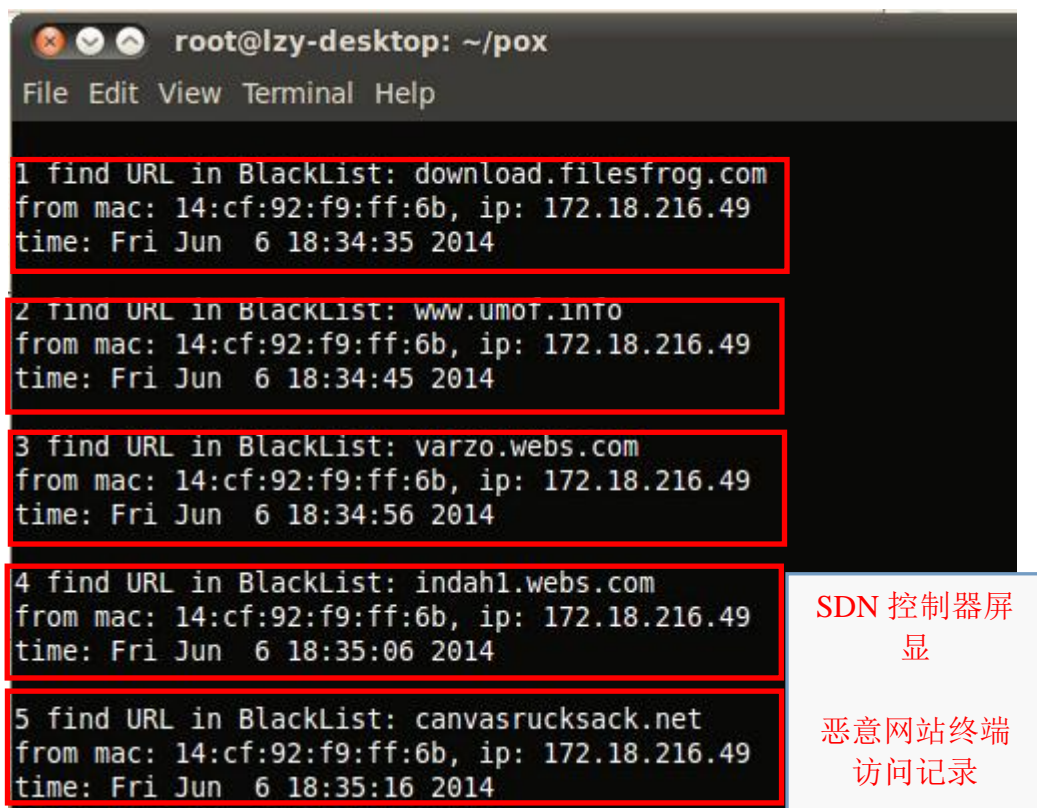 root@lzy-desktop: ~/pox
File Edit View Terminal Help
1 find URL in BlackList: download.filesfrog.com
from mac: 14:cf:92:f9:ff:6b, ip: 172.18.216.49
time: Fri Jun  6 18:34:35 2014
2 find URL in BlackList: www.umof.info
from mac: 14:cf:92:f9:ff:6b, ip: 172.18.216.49
time: Fri Jun  6 18:34:45 2014
3 find URL in BlackList: varzo.webs.com
from mac: 14:cf:92:f9:ff:6b, ip: 172.18.216.49
time: Fri Jun  6 18:34:56 2014
4 find URL in BlackList: indah1.webs.com
from mac: 14:cf:92:f9:ff:6b, ip: 172.18.216.49
time: Fri Jun  6 18:35:06 2014
5 find URL in BlackList: canvasrucksack.net
from mac: 14:cf:92:f9:ff:6b, ip: 172.18.216.49
time: Fri Jun  6 18:35:16 2014
SDN 控制器屏
显
恶意网站终端
访问记录